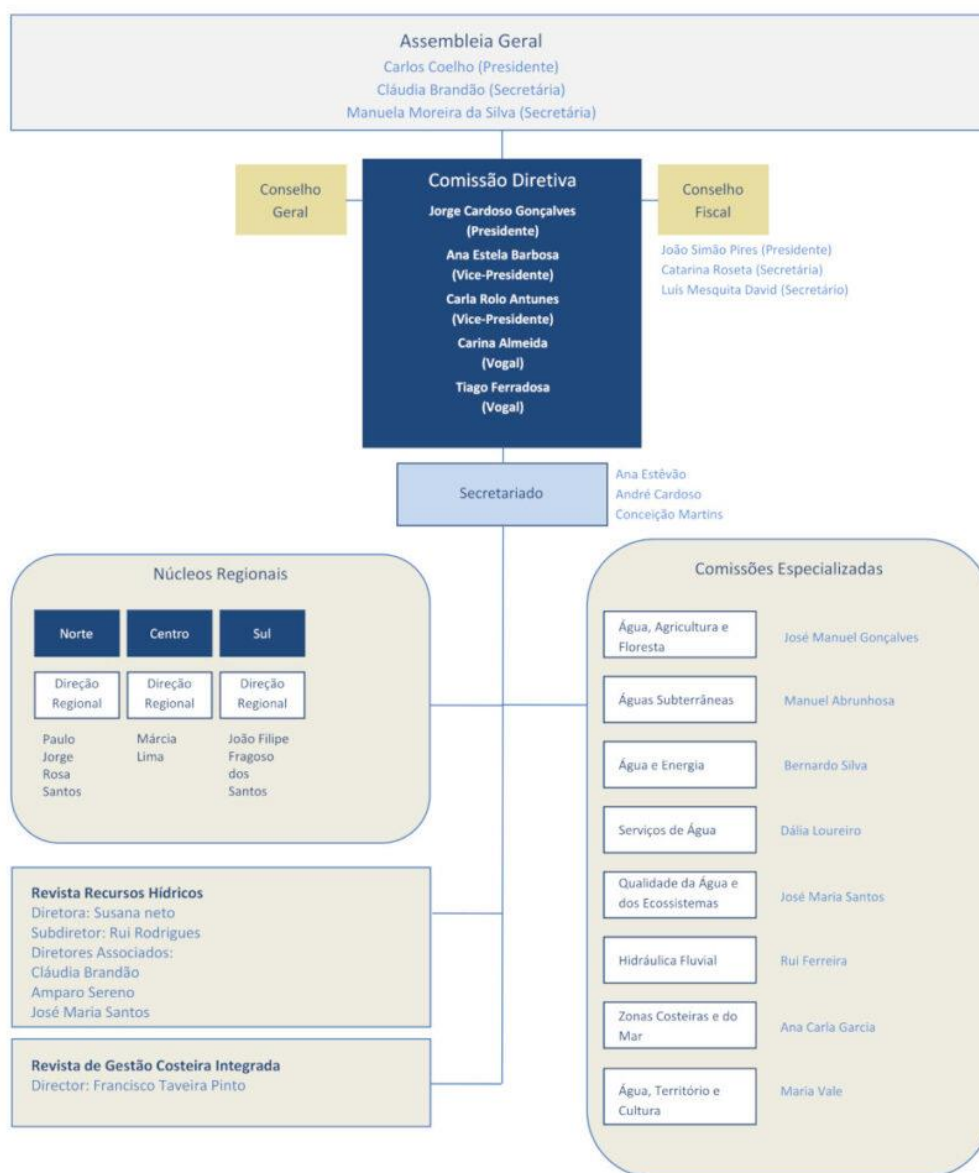 Assembleia Geral
Carlos Coelho (Presidente)
Cláudia Brandão (Secretária)
Manuela Moreira da Silva (Secretária)
Conselho
Geral
Comissão Diretiva
Jorge Cardoso Gonçalves
(Presidente)
Ana Estela Barbosa
(Vice-Presidente)
Carla Rolo Antunes
(Vice-Presidente)
Carina Almeida
(Vogal)
Tiago Ferradosa
(Vogal)
Conselho
Fiscal
João Simão Pires (Presidente)
Catarina Roseta (Secretária)
Luís Mesquita David (Secretário)
Secretariado
Ana Estêvão
André Cardoso
Conceição Martins
Núcleos Regionais
Norte
Centro
Sul
Direção
Regional
Direção
Regional
Direção
Regional
Paulo
Jorge
Rosa
Santos
Márcia
Lima
João Filipe
Fragoso
dos
Santos
Revista Recursos Hídricos
Diretora: Susana neto
Subdiretor: Rui Rodrigues
Diretores Associados:
Cláudia Brandão
Amparo Sereno
José Maria Santos
Revista de Gestão Costeira Integrada
Director: Francisco Taveira Pinto
Comissões Especializadas
Água, Agricultura e
Floresta
José Manuel Gonçalves
Águas Subterrâneas
Manuel Abrunhosa
Água e Energia
Bernardo Silva
Serviços de Água
Dália Loureiro
Qualidade da Água e
dos Ecossistemas
José Maria Santos
Hidráulica Fluvial
Rui Ferreira
Zonas Costeiras e do
Mar
Ana Carla Garcia
Água, Território e
Cultura
Maria Vale